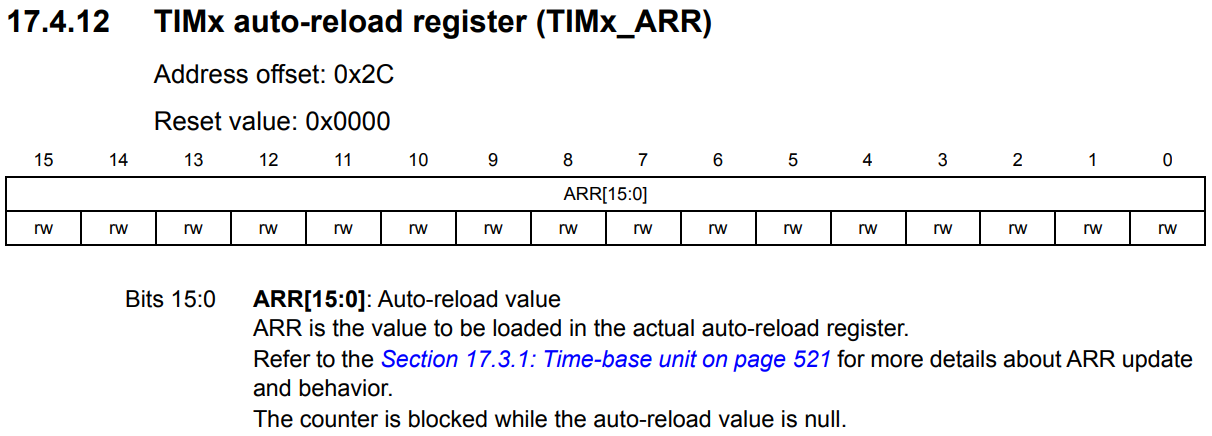 17.4.12 TIMx auto-reload register (TIMx_ARR)
Address offset: 0x2C
Reset value: 0x0000
15 14 13 12 11 10 9 8 7 6 5 4 3 2 1 0
ARR[15:0]
rw rw rw rw rw rw rw rw rw rw rw rw rw rw rw rw
Bits 15:0 ARR[15:0]: Auto-reload value
ARR is the value to be loaded in the actual auto-reload register.
Refer to the Section 17.3.1: Time-base unit on page 521 for more details about ARR update
and behavior.
The counter is blocked while the auto-reload value is null.